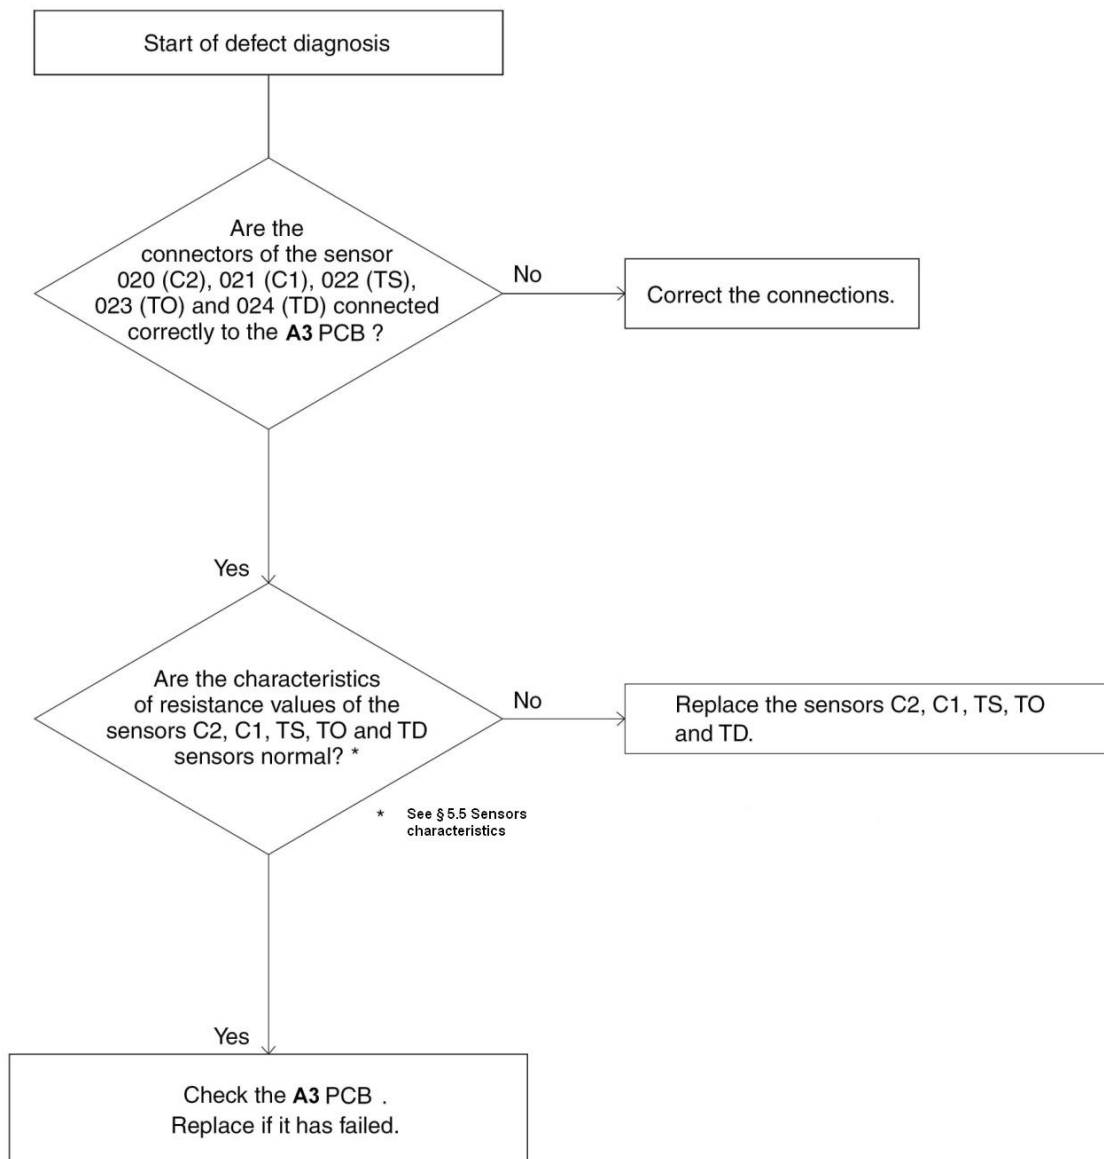 Start of defect diagnosis
Are the
connectors of the sensor
020 (C2), 021 (C1), 022 (TS),
023 (TO) and 024 (TD) connected
correctly to the A3 PCB ?
No
Correct the connections.
Yes
Are the characteristics
of resistance values of the
sensors C2, C1, TS, TO and TD
sensors normal? *
No
Replace the sensors C2, C1, TS, TO
and TD.
* See § 5.5 Sensors
characteristics
Yes
Check the A3 PCB .
Replace if it has failed.